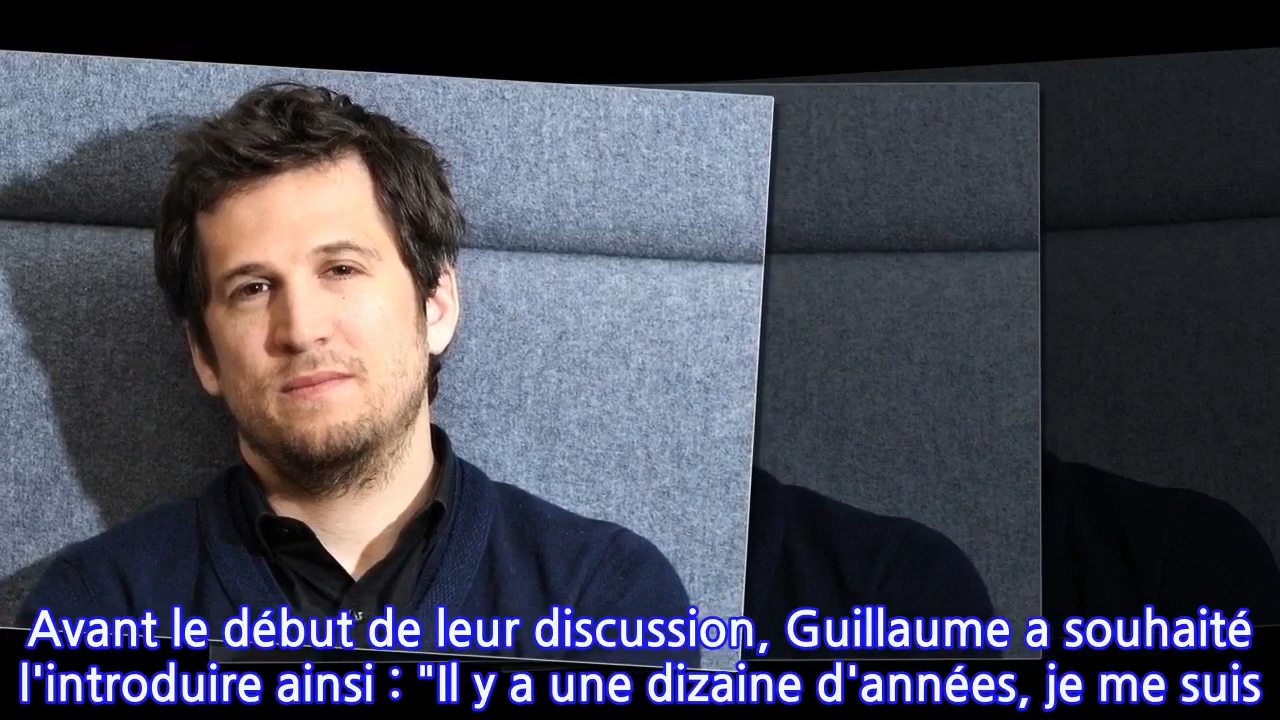 Avant le début de leur discussion, Guillaume a souhaité
l'introduire ainsi : "Il y a une dizaine d'années, je me suis